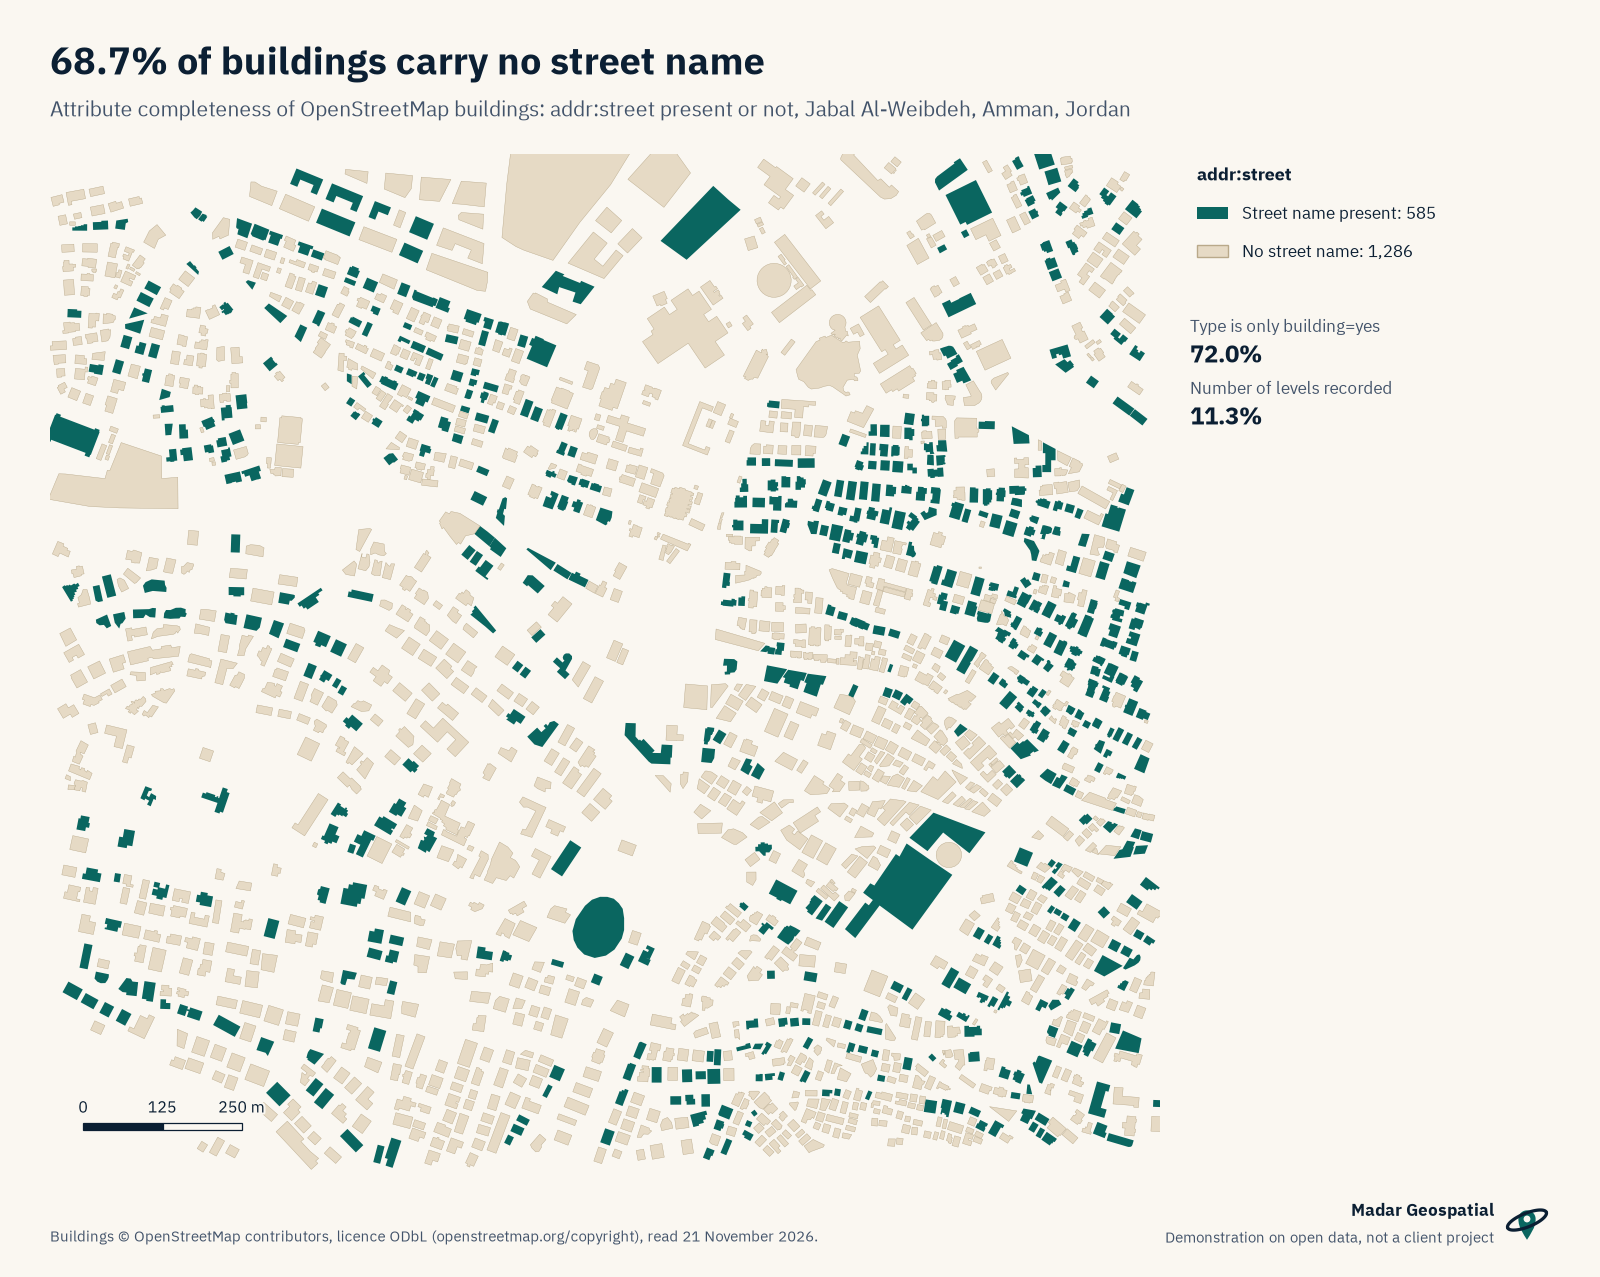 68.7% of buildings carry no street name
Attribute completeness of OpenStreetMap buildings: addr:street present or not, Jabal Al-Weibdeh, Amman, Jordan
addr:street
Street name present: 585
No street name: 1,286
Type is only building=yes
72.0%
Number of levels recorded
11.3%
0 125 250 m
Madar Geospatial
Buildings © OpenStreetMap contributors, licence ODbL (openstreetmap.org/copyright), read 21 November 2026.
Demonstration on open data, not a client project